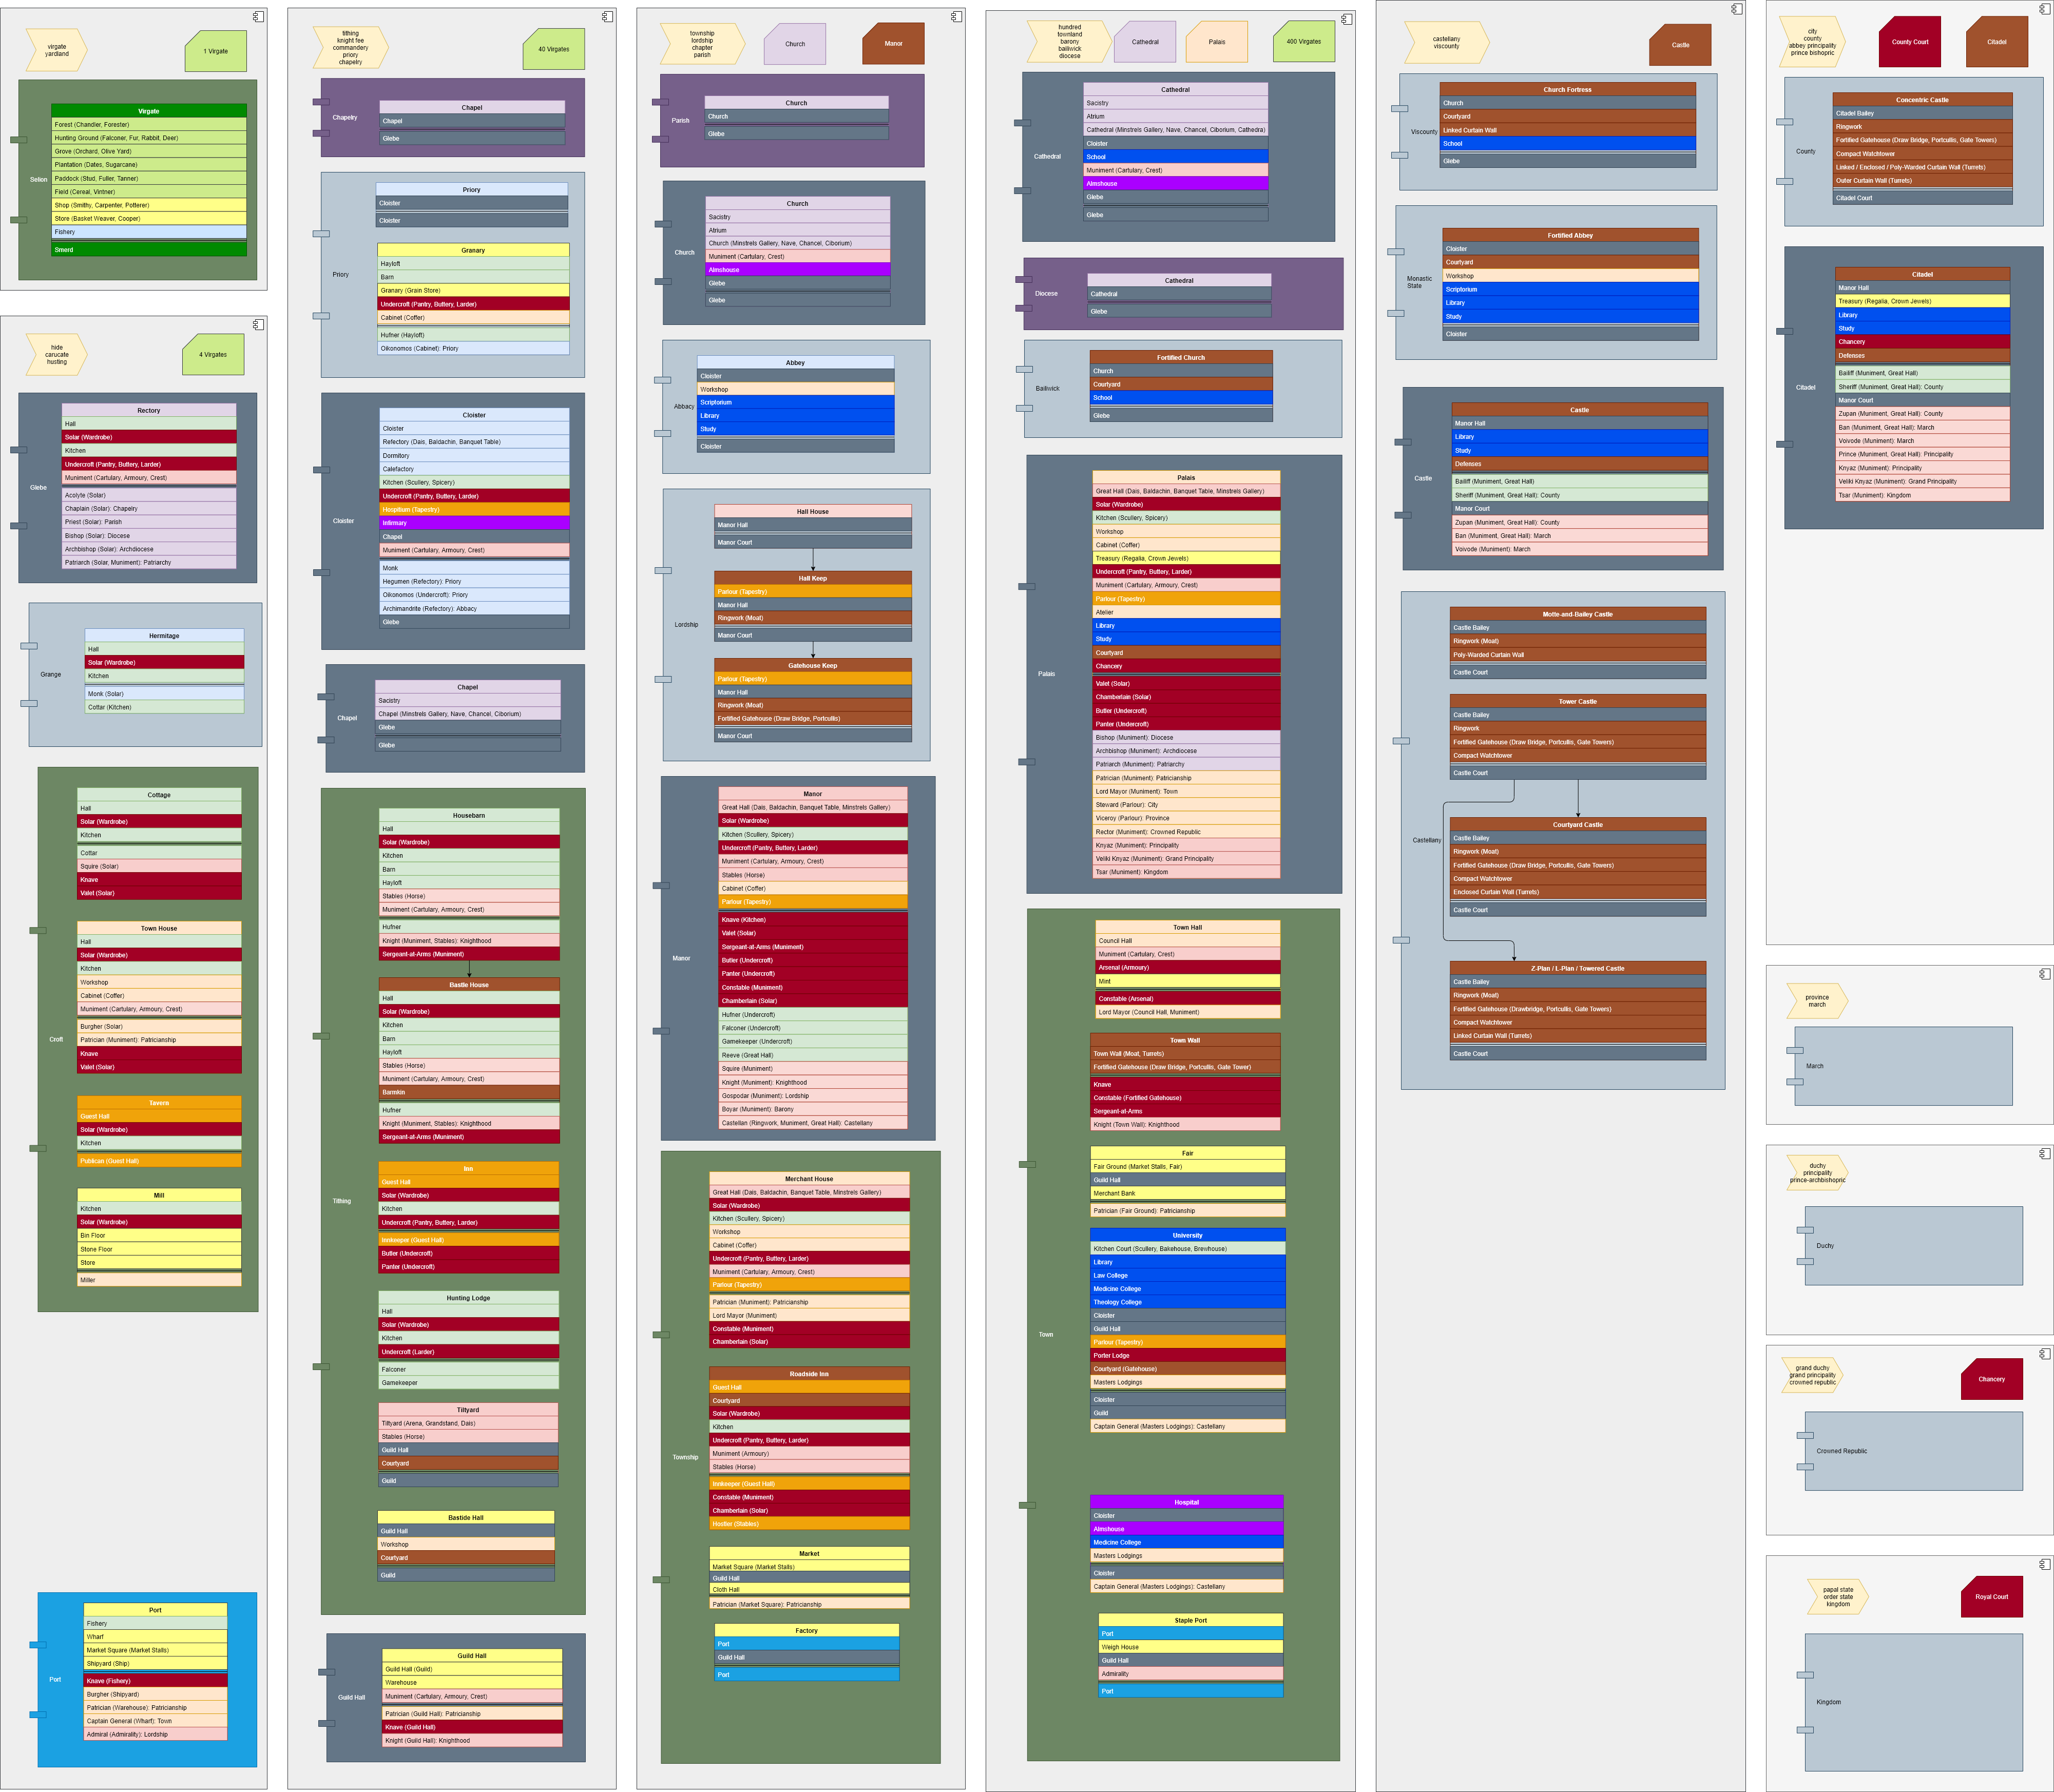 virgate
yardland
1 Virgate
Selion
Virgate
Forest (Chandler, Forester)
Hunting Ground (Falconer, Fur, Rabbit, Deer)
Grove (Orchard, Olive Yard)
Plantation (Dates, Sugarcane)
Paddock (Stud, Fuller, Tanner)
Field (Cereal, Vintner)
Shop (Smithy, Carpenter, Potterer)
Store (Basket Weaver, Cooper)
Fishery
Smerd
hide
carucate
husting
4 Virgates
Glebe
Rectory
Hall
Solar (Wardrobe)
Kitchen
Undercroft (Pantry, Buttery, Larder)
Muniment (Cartulary, Armoury, Crest)
Acolyte (Solar)
Chaplain (Solar): Chapelry
Priest (Solar): Parish
Bishop (Solar): Diocese
Archbishop (Solar): Archdiocese
Patriarch (Solar, Muniment): Patriarchy
Grange
Hermitage
Hall
Solar (Wardrobe)
Kitchen
Monk (Solar)
Cottar (Kitchen)
Croft
Cottage
Hall
Solar (Wardrobe)
Kitchen
Cottar
Squire (Solar)
Knave
Valet (Solar)
Town House
Hall
Solar (Wardrobe)
Kitchen
Workshop
Cabinet (Coffer)
Muniment (Cartulary, Armoury, Crest)
Burgher (Solar)
Patrician (Muniment): Patricianship
Knave
Valet (Solar)
Tavern
Guest Hall
Solar (Wardrobe)
Kitchen
Publican (Guest Hall)
Mill
Kitchen
Solar (Wardrobe)
Bin Floor
Stone Floor
Store
Miller
Port
Port
Fishery
Wharf
Market Square (Market Stalls)
Shipyard (Ship)
Knave (Fishery)
Burgher (Shipyard)
Patrician (Warehouse): Patricianship
Captain General (Wharf): Town
Admiral (Admirality): Lordship
tithing
knight fee
commandery
priory
chapelry
40 Virgates
Chapelry
Chapel
Chapel
Glebe
Priory
Priory
Cloister
Cloister
Granary
Hayloft
Barn
Granary (Grain Store)
Undercroft (Pantry, Buttery, Larder)
Cabinet (Coffer)
Hufner (Hayloft)
Oikonomos (Cabinet): Priory
Cloister
Cloister
Cloister
Refectory (Dais, Baldachin, Banquet Table)
Dormitory
Calefactory
Kitchen (Scullery, Spicery)
Undercroft (Pantry, Buttery, Larder)
Hospitium (Tapestry)
Infirmary
Chapel
Muniment (Cartulary, Armoury, Crest)
Monk
Hegumen (Refectory): Priory
Oikonomos (Undercroft): Priory
Archimandrite (Refectory): Abbacy
Glebe
Chapel
Chapel
Sacistry
Chapel (Minstrels Gallery, Nave, Chancel, Ciborium)
Glebe
Glebe
Tithing
Housebarn
Hall
Solar (Wardrobe)
Kitchen
Barn
Hayloft
Stables (Horse)
Muniment (Cartulary, Armoury, Crest)
Hufner
Knight (Muniment, Stables): Knighthood
Sergeant-at-Arms (Muniment)
Bastle House
Hall
Solar (Wardrobe)
Kitchen
Barn
Hayloft
Stables (Horse)
Muniment (Cartulary, Armoury, Crest)
Barmkin
Hufner
Knight (Muniment, Stables): Knighthood
Sergeant-at-Arms (Muniment)
Inn
Guest Hall
Solar (Wardrobe)
Kitchen
Undercroft (Pantry, Buttery, Larder)
Innkeeper (Guest Hall)
Butler (Undercroft)
Panter (Undercroft)
Hunting Lodge
Hall
Solar (Wardrobe)
Kitchen
Undercroft (Larder)
Falconer
Gamekeeper
Tiltyard
Tiltyard (Arena, Grandstand, Dais)
Stables (Horse)
Guild Hall
Courtyard
Guild
Bastide Hall
Guild Hall
Workshop
Courtyard
Guild
Guild Hall
Guild Hall
Guild Hall (Guild)
Warehouse
Muniment (Cartulary, Armoury, Crest)
Patrician (Guild Hall): Patricianship
Knave (Guild Hall)
Knight (Guild Hall): Knighthood
township
lordship
chapter
parish
Church
Manor
Parish
Church
Church
Glebe
Church
Church
Sacistry
Atrium
Church (Minstrels Gallery, Nave, Chancel, Ciborium)
Muniment (Cartulary, Crest)
Almshouse
Glebe
Glebe
Abbacy
Abbey
Cloister
Workshop
Scriptorium
Library
Study
Cloister
Lordship
Hall House
Manor Hall
Manor Court
Hall Keep
Parlour (Tapestry)
Manor Hall
Ringwork (Moat)
Manor Court
Gatehouse Keep
Parlour (Tapestry)
Manor Hall
Ringwork (Moat)
Fortified Gatehouse (Draw Bridge, Portcullis)
Manor Court
Manor
Manor
Great Hall (Dais, Baldachin, Banquet Table, Minstrels Gallery)
Solar (Wardrobe)
Kitchen (Scullery, Spicery)
Undercroft (Pantry, Buttery, Larder)
Muniment (Cartulary, Armoury, Crest)
Stables (Horse)
Cabinet (Coffer)
Parlour (Tapestry)
Knave (Kitchen)
Valet (Solar)
Sergeant-at-Arms (Muniment)
Butler (Undercroft)
Panter (Undercroft)
Constable (Muniment)
Chamberlain (Solar)
Hufner (Undercroft)
Falconer (Undercroft)
Gamekeeper (Undercroft)
Reeve (Great Hall)
Squire (Muniment)
Knight (Muniment): Knighthood
Gospodar (Muniment): Lordship
Boyar (Muniment): Barony
Castellan (Ringwork, Muniment, Great Hall): Castellany
Township
Merchant House
Great Hall (Dais, Baldachin, Banquet Table, Minstrels Gallery)
Solar (Wardrobe)
Kitchen (Scullery, Spicery)
Workshop
Cabinet (Coffer)
Undercroft (Pantry, Buttery, Larder)
Muniment (Cartulary, Armoury, Crest)
Parlour (Tapestry)
Patrician (Muniment): Patricianship
Lord Mayor (Muniment)
Constable (Muniment)
Chamberlain (Solar)
Roadside Inn
Guest Hall
Courtyard
Solar (Wardrobe)
Kitchen
Undercroft (Pantry, Buttery, Larder)
Muniment (Armoury)
Stables (Horse)
Innkeeper (Guest Hall)
Constable (Muniment)
Chamberlain (Solar)
Hostler (Stables)
Market
Market Square (Market Stalls)
Guild Hall
Cloth Hall
Patrician (Market Square): Patricianship
Factory
Port
Guild Hall
Port
hundred
townland
barony
bailiwick
diocese
Cathedral
Palais
400 Virgates
Cathedral
Cathedral
Sacistry
Atrium
Cathedral (Minstrels Gallery, Nave, Chancel, Ciborium, Cathedra)
Cloister
School
Muniment (Cartulary, Crest)
Almshouse
Glebe
Glebe
Diocese
Cathedral
Cathedral
Glebe
Bailiwick
Fortified Church
Church
Courtyard
School
Glebe
Palais
Palais
Great Hall (Dais, Baldachin, Banquet Table, Minstrels Gallery)
Solar (Wardrobe)
Kitchen (Scullery, Spicery)
Workshop
Cabinet (Coffer)
Treasury (Regalia, Crown Jewels)
Undercroft (Pantry, Buttery, Larder)
Muniment (Cartulary, Armoury, Crest)
Parlour (Tapestry)
Atelier
Library
Study
Courtyard
Chancery
Valet (Solar)
Chamberlain (Solar)
Butler (Undercroft)
Panter (Undercroft)
Bishop (Muniment): Diocese
Archbishop (Muniment): Archdiocese
Patriarch (Muniment): Patriarchy
Patrician (Muniment): Patricianship
Lord Mayor (Muniment): Town
Steward (Parlour): City
Viceroy (Parlour): Province
Rector (Muniment): Crowned Republic
Knyaz (Muniment): Principality
Veliki Knyaz (Muniment): Grand Principality
Tsar (Muniment): Kingdom
Town
Town Hall
Council Hall
Muniment (Cartulary, Crest)
Arsenal (Armoury)
Mint
Constable (Arsenal)
Lord Mayor (Council Hall, Muniment)
Town Wall
Town Wall (Moat, Turrets)
Fortified Gatehouse (Draw Bridge, Portcullis, Gate Tower)
Knave
Constable (Fortified Gatehouse)
Sergeant-at-Arms
Knight (Town Wall): Knighthood
Fair
Fair Ground (Market Stalls, Fair)
Guild Hall
Merchant Bank
Patrician (Fair Ground): Patricianship
University
Kitchen Court (Scullery, Bakehouse, Brewhouse)
Library
Law College
Medicine College
Theology College
Cloister
Guild Hall
Parlour (Tapestry)
Porter Lodge
Courtyard (Gatehouse)
Masters Lodgings
Cloister
Guild
Captain General (Masters Lodgings): Castellany
Hospital
Cloister
Almshouse
Medicine College
Masters Lodgings
Cloister
Captain General (Masters Lodgings): Castellany
Staple Port
Port
Weigh House
Guild Hall
Admirality
Port
castellany
viscounty
Castle
Viscounty
Church Fortress
Church
Courtyard
Linked Curtain Wall
School
Glebe
Monastic
State
Fortified Abbey
Cloister
Courtyard
Workshop
Scriptorium
Library
Study
Cloister
Castle
Castle
Manor Hall
Library
Study
Defenses
Bailiff (Muniment, Great Hall)
Sheriff (Muniment, Great Hall): County
Manor Court
Zupan (Muniment, Great Hall): County
Ban (Muniment, Great Hall): March
Voivode (Muniment): March
Castellany
Motte-and-Bailey Castle
Castle Bailey
Ringwork (Moat)
Poly-Warded Curtain Wall
Castle Court
Tower Castle
Castle Bailey
Ringwork
Fortified Gatehouse (Draw Bridge, Portcullis, Gate Towers)
Compact Watchtower
Castle Court
Courtyard Castle
Castle Bailey
Ringwork (Moat)
Fortified Gatehouse (Draw Bridge, Portcullis, Gate Towers)
Compact Watchtower
Enclosed Curtain Wall (Turrets)
Castle Court
Z-Plan / L-Plan / Towered Castle
Castle Bailey
Ringwork (Moat)
Fortified Gatehouse (Drawbridge, Portcullis, Gate Towers)
Compact Watchtower
Linked Curtain Wall (Turrets)
Castle Court
city
county
abbey principality
prince bishopric
County Court
Citadel
County
Concentric Castle
Citadel Bailey
Ringwork
Fortified Gatehouse (Draw Bridge, Portcullis, Gate Towers)
Compact Watchtower
Linked / Enclosed / Poly-Warded Curtain Wall (Turrets)
Outer Curtain Wall (Turrets)
Citadel Court
Citadel
Citadel
Manor Hall
Treasury (Regalia, Crown Jewels)
Library
Study
Chancery
Defenses
Bailiff (Muniment, Great Hall)
Sheriff (Muniment, Great Hall): County
Manor Court
Zupan (Muniment, Great Hall): County
Ban (Muniment, Great Hall): March
Voivode (Muniment): March
Prince (Muniment, Great Hall): Principality
Knyaz (Muniment): Principality
Veliki Knyaz (Muniment): Grand Principality
Tsar (Muniment): Kingdom
province
march
March
duchy
principality
prince-archbishopric
Duchy
grand duchy
grand principality
crowned republic
Chancery
Crowned Republic
papal state
order state
kingdom
Royal Court
Kingdom